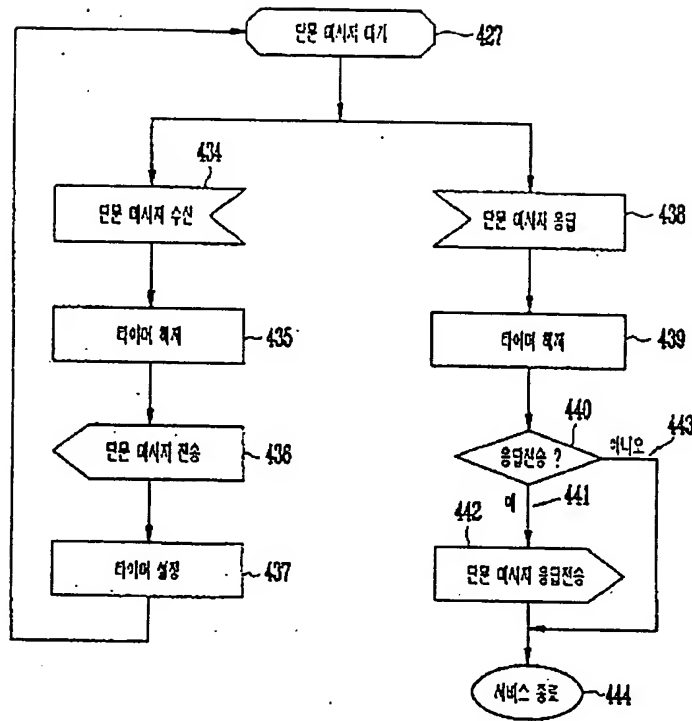 단문 메시지 대기
427
434
단문 메시지 수신
단문 메시지 응급
438
타이머 해제
435
타이머 해제
439
440
443
단문 메시지 전송
436
응답전송 ?
아니오
441
예
442
타이머 설정
437
단문 메시지 응급전송
서비스 종료
444